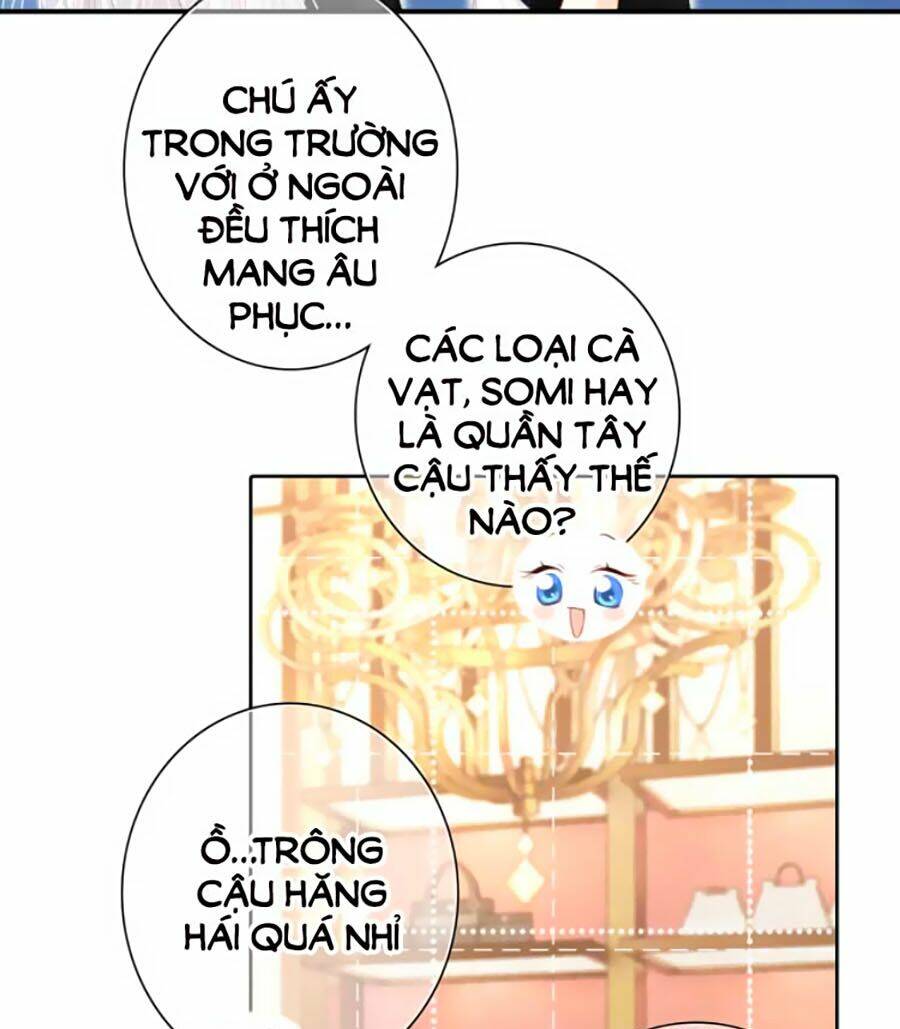 CHÚ ẤY
TRONG TRƯỜNG
VỚI Ở NGOÀI
ĐỀU THÍCH
MANG ÂU
PHỤC...
CÁC LOẠI CÀ
VẠT, SOMI HAY
LÀ QUẦN TÂY
CẬU THẤY THẾ
NÀO?
Ồ...TRÔNG
CẬU HĂNG
HÁI QUÁ NHỈ